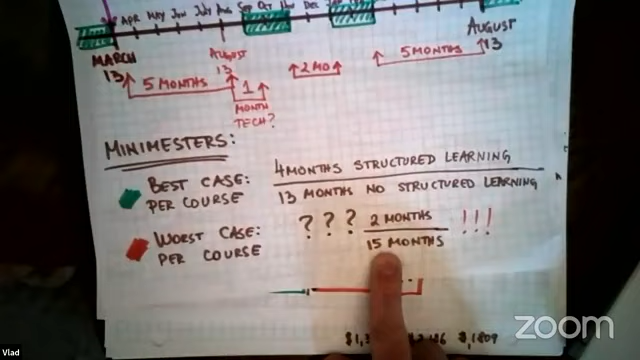 APR MAY JUN JULY AUG SEP OCT NOV DEC
MARCH
13
AUGUST
13
AUGUST
13
5 MONTHS
1
MONTH
TECH?
2 MO
5 MONTHS
MINIMESTERS:
BEST CASE:
PER COURSE
WORST CASE:
PER COURSE
4 MONTHS STRUCTURED LEARNING
13 MONTHS NO STRUCTURED LEARNING
? ? ? 2 MONTHS !!!
15 MONTHS
zoom
Vlad